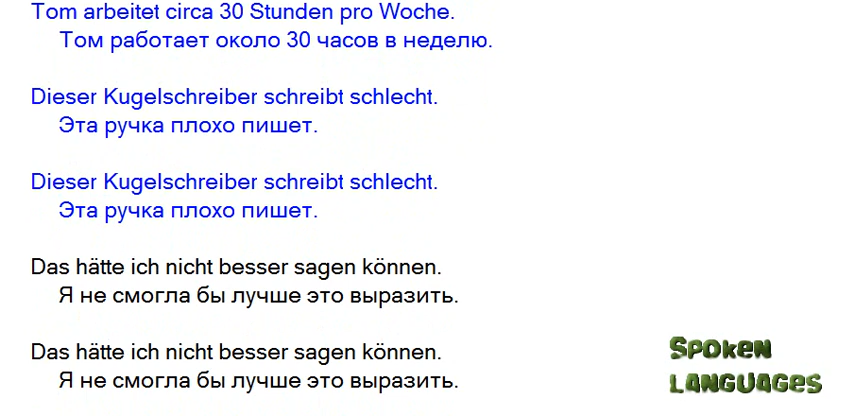 Tom arbeitet circa 30 Stunden pro Woche.
Том работает около 30 часов в неделю.
Dieser Kugelschreiber schreibt schlecht.
Эта ручка плохо пишет.
Dieser Kugelschreiber schreibt schlecht.
Эта ручка плохо пишет.
Das hätte ich nicht besser sagen können.
Я не смогла бы лучше это выразить.
Das hätte ich nicht besser sagen können.
Я не смогла бы лучше это выразить.
Spoken
Languages